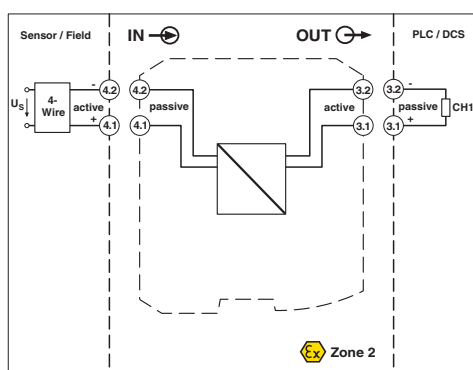 Sensor / Field
IN
OUT
PLC / DCS
U_S
4-
Wire
-
active
+
4.2
4.1
4.2
passive
4.1
3.2
active
3.1
3.2
-
passive
+
3.1
CH1
Ex Zone 2